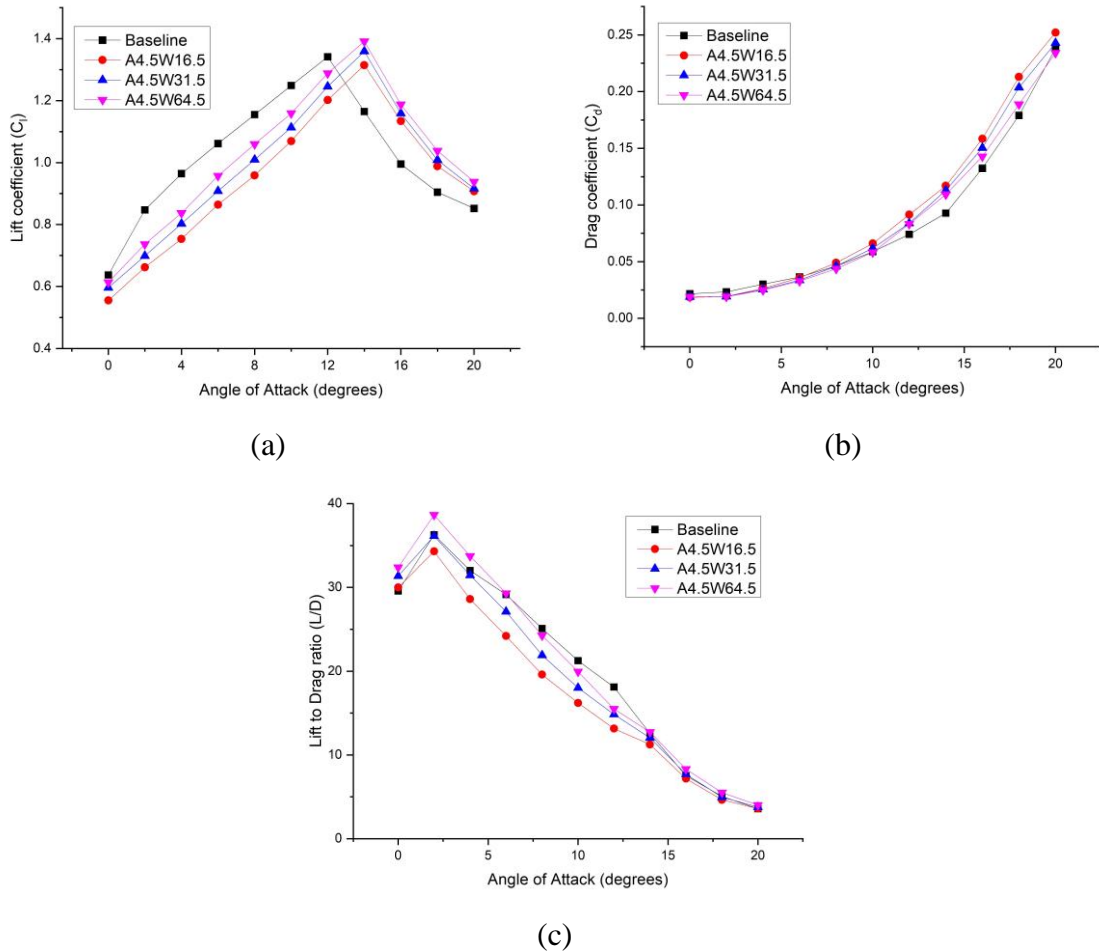 Baseline
A4.5W16.5
A4.5W31.5
A4.5W64.5
1.4
1.2
1.0
0.8
0.6
0.4
Lift coefficient (Cl)
0 4 8 12 16 20
Angle of Attack (degrees)
(a)
Baseline
A4.5W16.5
A4.5W31.5
A4.5W64.5
0.25
0.20
0.15
0.10
0.05
0.00
Drag coefficient (Cd)
0 5 10 15 20
Angle of Attack (degrees)
(b)
Baseline
A4.5W16.5
A4.5W31.5
A4.5W64.5
40
30
20
10
0
Lift to Drag ratio (L/D)
0 5 10 15 20
Angle of Attack (degrees)
(c)